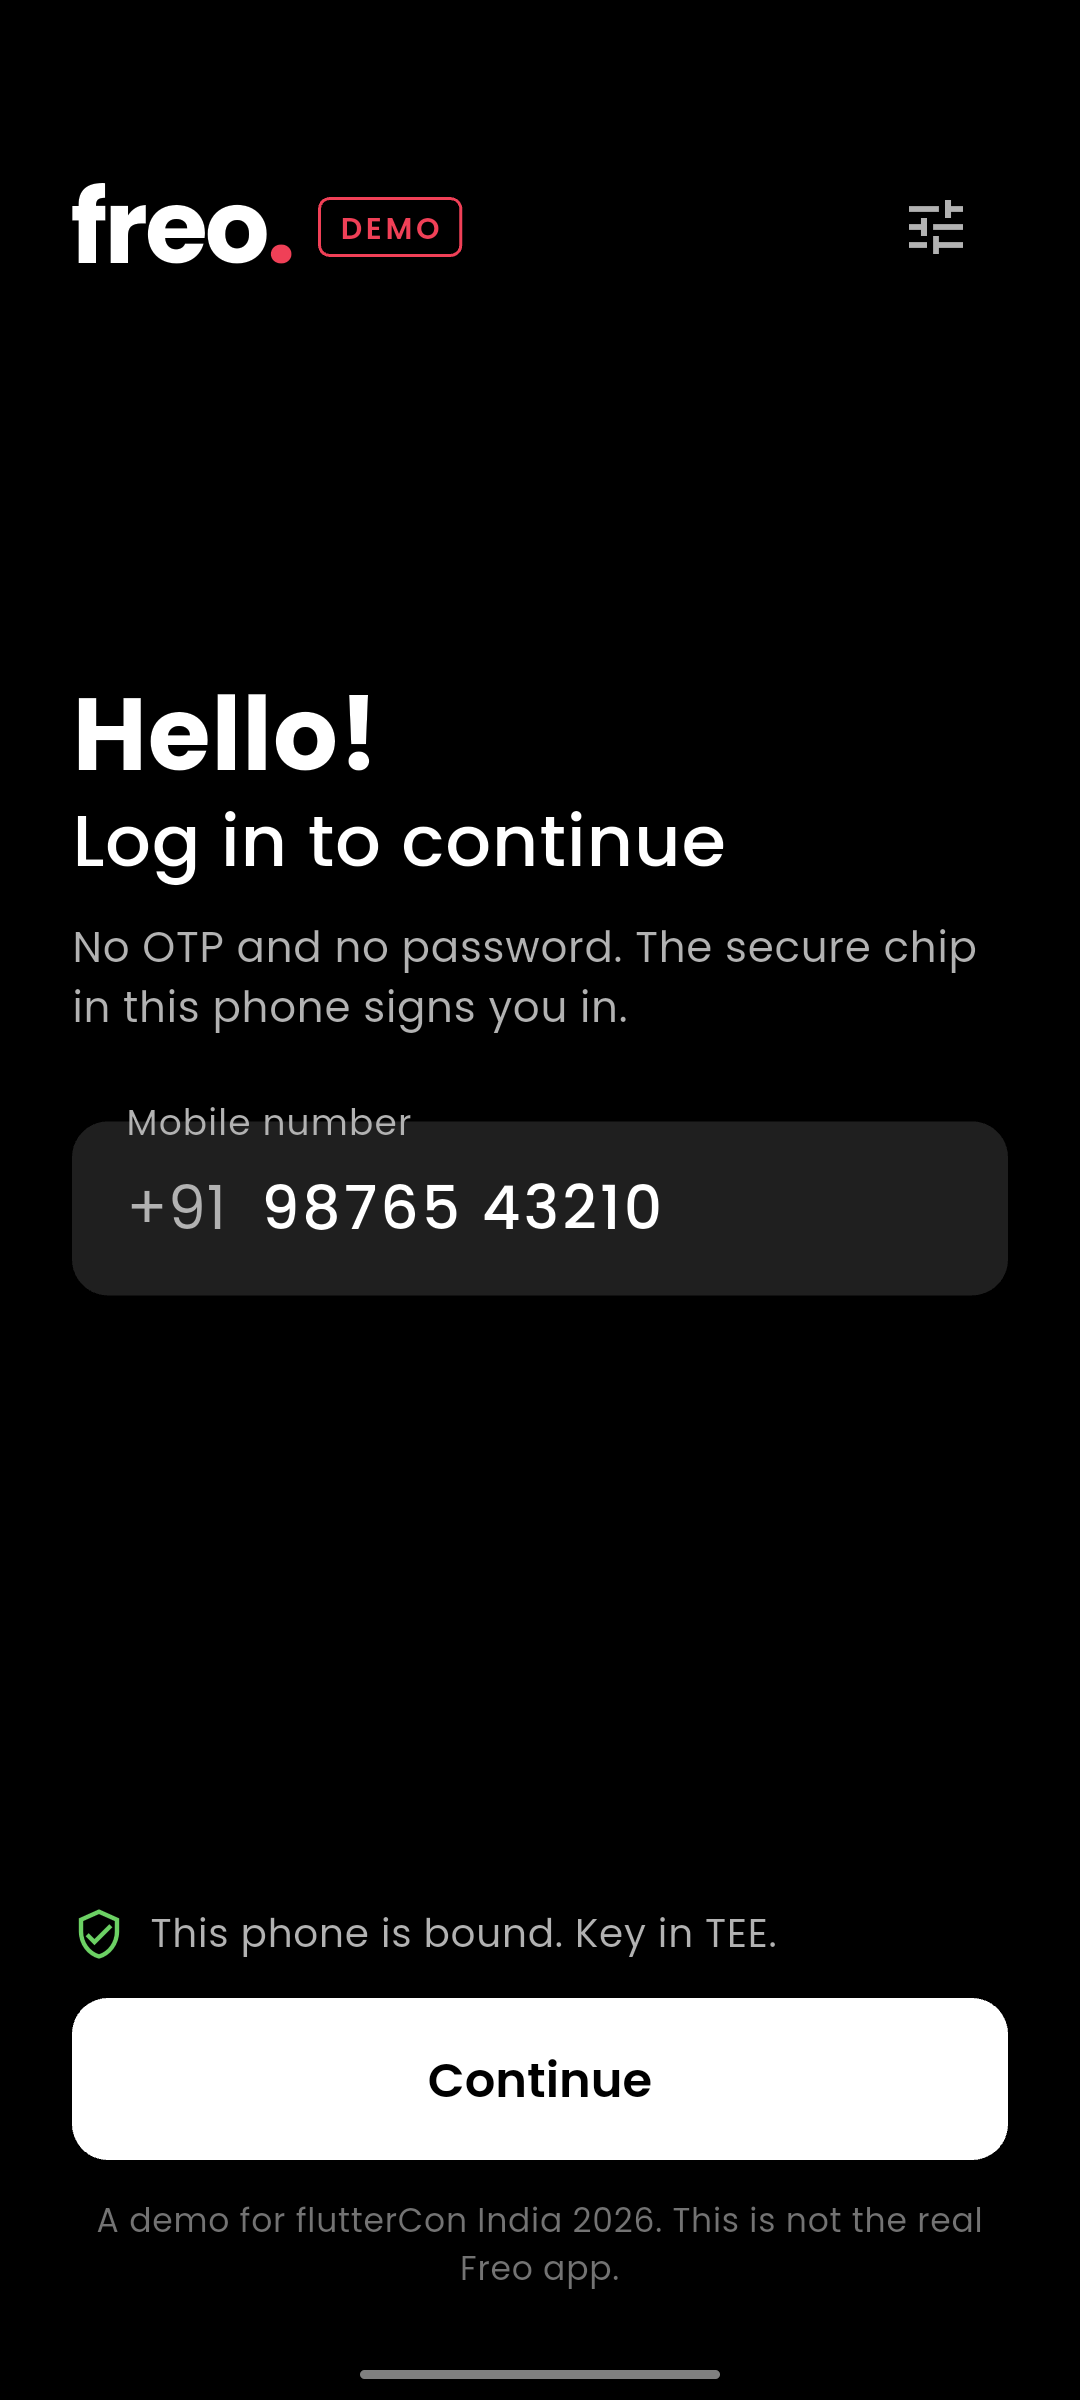 freo. DEMO
Hello!
Log in to continue
No OTP and no password. The secure chip
in this phone signs you in.
Mobile number
+91 98765 43210
This phone is bound. Key in TEE.
Continue
A demo for flutterCon India 2026. This is not the real
Freo app.